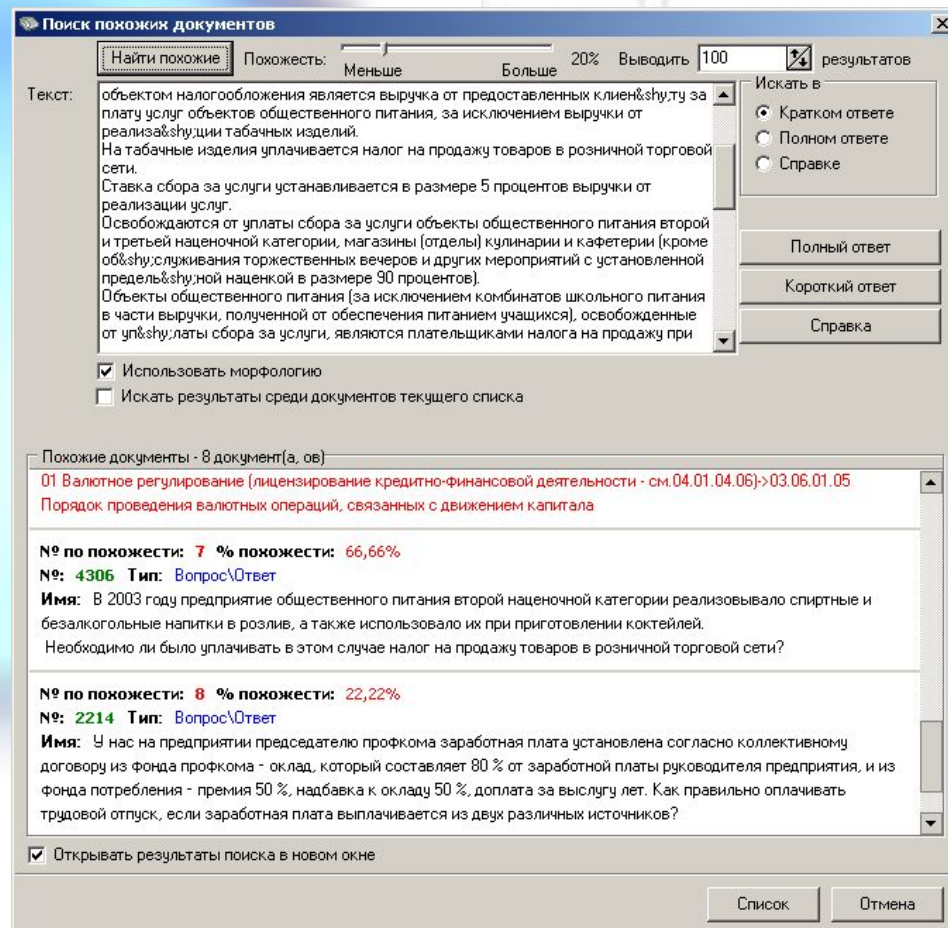 Поиск похожих документов
Найти похожие Похожесть: Меньше Больше 20% Выводить 100 результатов
Текст:
объектом налогообложения является выручка от предоставленных клиен&shy;ту за
плату услуг объектов общественного питания, за исключением выручки от
реализа&shy;ции табачных изделий.
На табачные изделия уплачивается налог на продажу товаров в розничной торговой
сети.
Ставка сбора за услуги устанавливается в размере 5 процентов выручки от
реализации услуг.
Освобождаются от уплаты сбора за услуги объекты общественного питания второй
и третьей наценочной категории, магазины (отделы) кулинарии и кафетерии (кроме
об&shy;служивания торжественных вечеров и других мероприятий с установленной
предель&shy;ной наценкой в размере 90 процентов).
Объекты общественного питания (за исключением комбинатов школьного питания
в части выручки, полученной от обеспечения питанием учащихся), освобожденные
от уп&shy;латы сбора за услуги, являются плательщиками налога на продажу при
Искать в
Кратком ответе
Полном ответе
Справке
Полный ответ
Короткий ответ
Справка
Использовать морфологию
Искать результаты среди документов текущего списка
Похожие документы - 8 документ(а, ов)
01 Валютное регулирование (лицензирование кредитно-финансовой деятельности - см.04.01.04.06)->03.06.01.05
Порядок проведения валютных операций, связанных с движением капитала
№ по похожести: 7 % похожести: 66,66%
№: 4306 Тип: Вопрос\Ответ
Имя: В 2003 году предприятие общественного питания второй наценочной категории реализовывало спиртные и
безалкогольные напитки в розлив, а также использовало их при приготовлении коктейлей.
Необходимо ли было уплачивать в этом случае налог на продажу товаров в розничной торговой сети?
№ по похожести: 8 % похожести: 22,22%
№: 2214 Тип: Вопрос\Ответ
Имя: У нас на предприятии председателю профкома заработная плата установлена согласно коллективному
договору из фонда профкома - оклад, который составляет 80 % от заработной платы руководителя предприятия, и из
фонда потребления - премия 50 %, надбавка к окладу 50 %, доплата за выслугу лет. Как правильно оплачивать
трудовой отпуск, если заработная плата выплачивается из двух различных источников?
Открывать результаты поиска в новом окне
Список Отмена